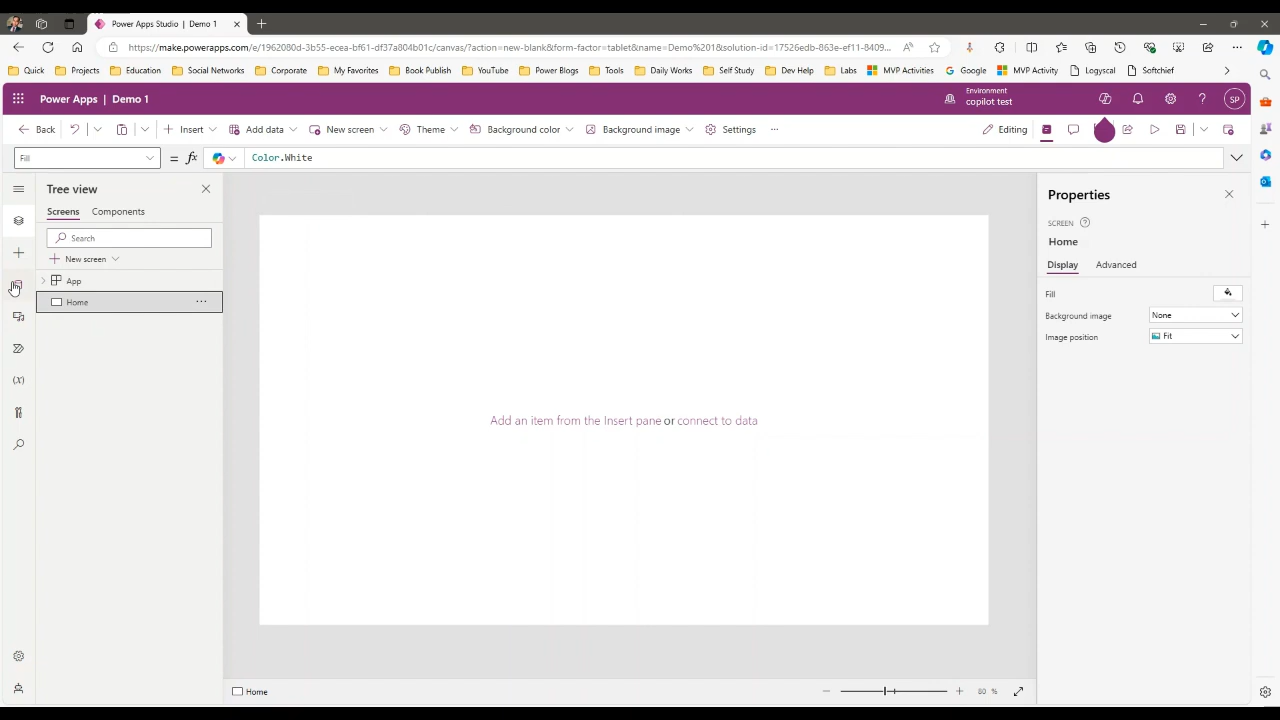 Power Apps Studio | Demo 1
https://make.powerapps.com/e/1962080d-3b55-ecea-bf61-df37a804b01c/canvas/?action=new-blank&form-factor=tablet&name=Demo%201&solution-id=17526edb-863e-ef11-8409...
Quick Projects Education Social Networks Corporate My Favorites Book Publish YouTube Power Blogs Tools Daily Works Self Study Dev Help Labs MVP Activities Google MVP Activity Logyscal Softchief
Power Apps | Demo 1
Environment
copilot test
SP
Back Insert Add data New screen Theme Background color Background image Settings ... Editing
Fill = fx Color.White
Tree view
Screens Components
Search
New screen
App
Home ...
Add an item from the Insert pane or connect to data
Properties
SCREEN
Home
Display Advanced
Fill
Background image None
Image position Fit
Home
80 %